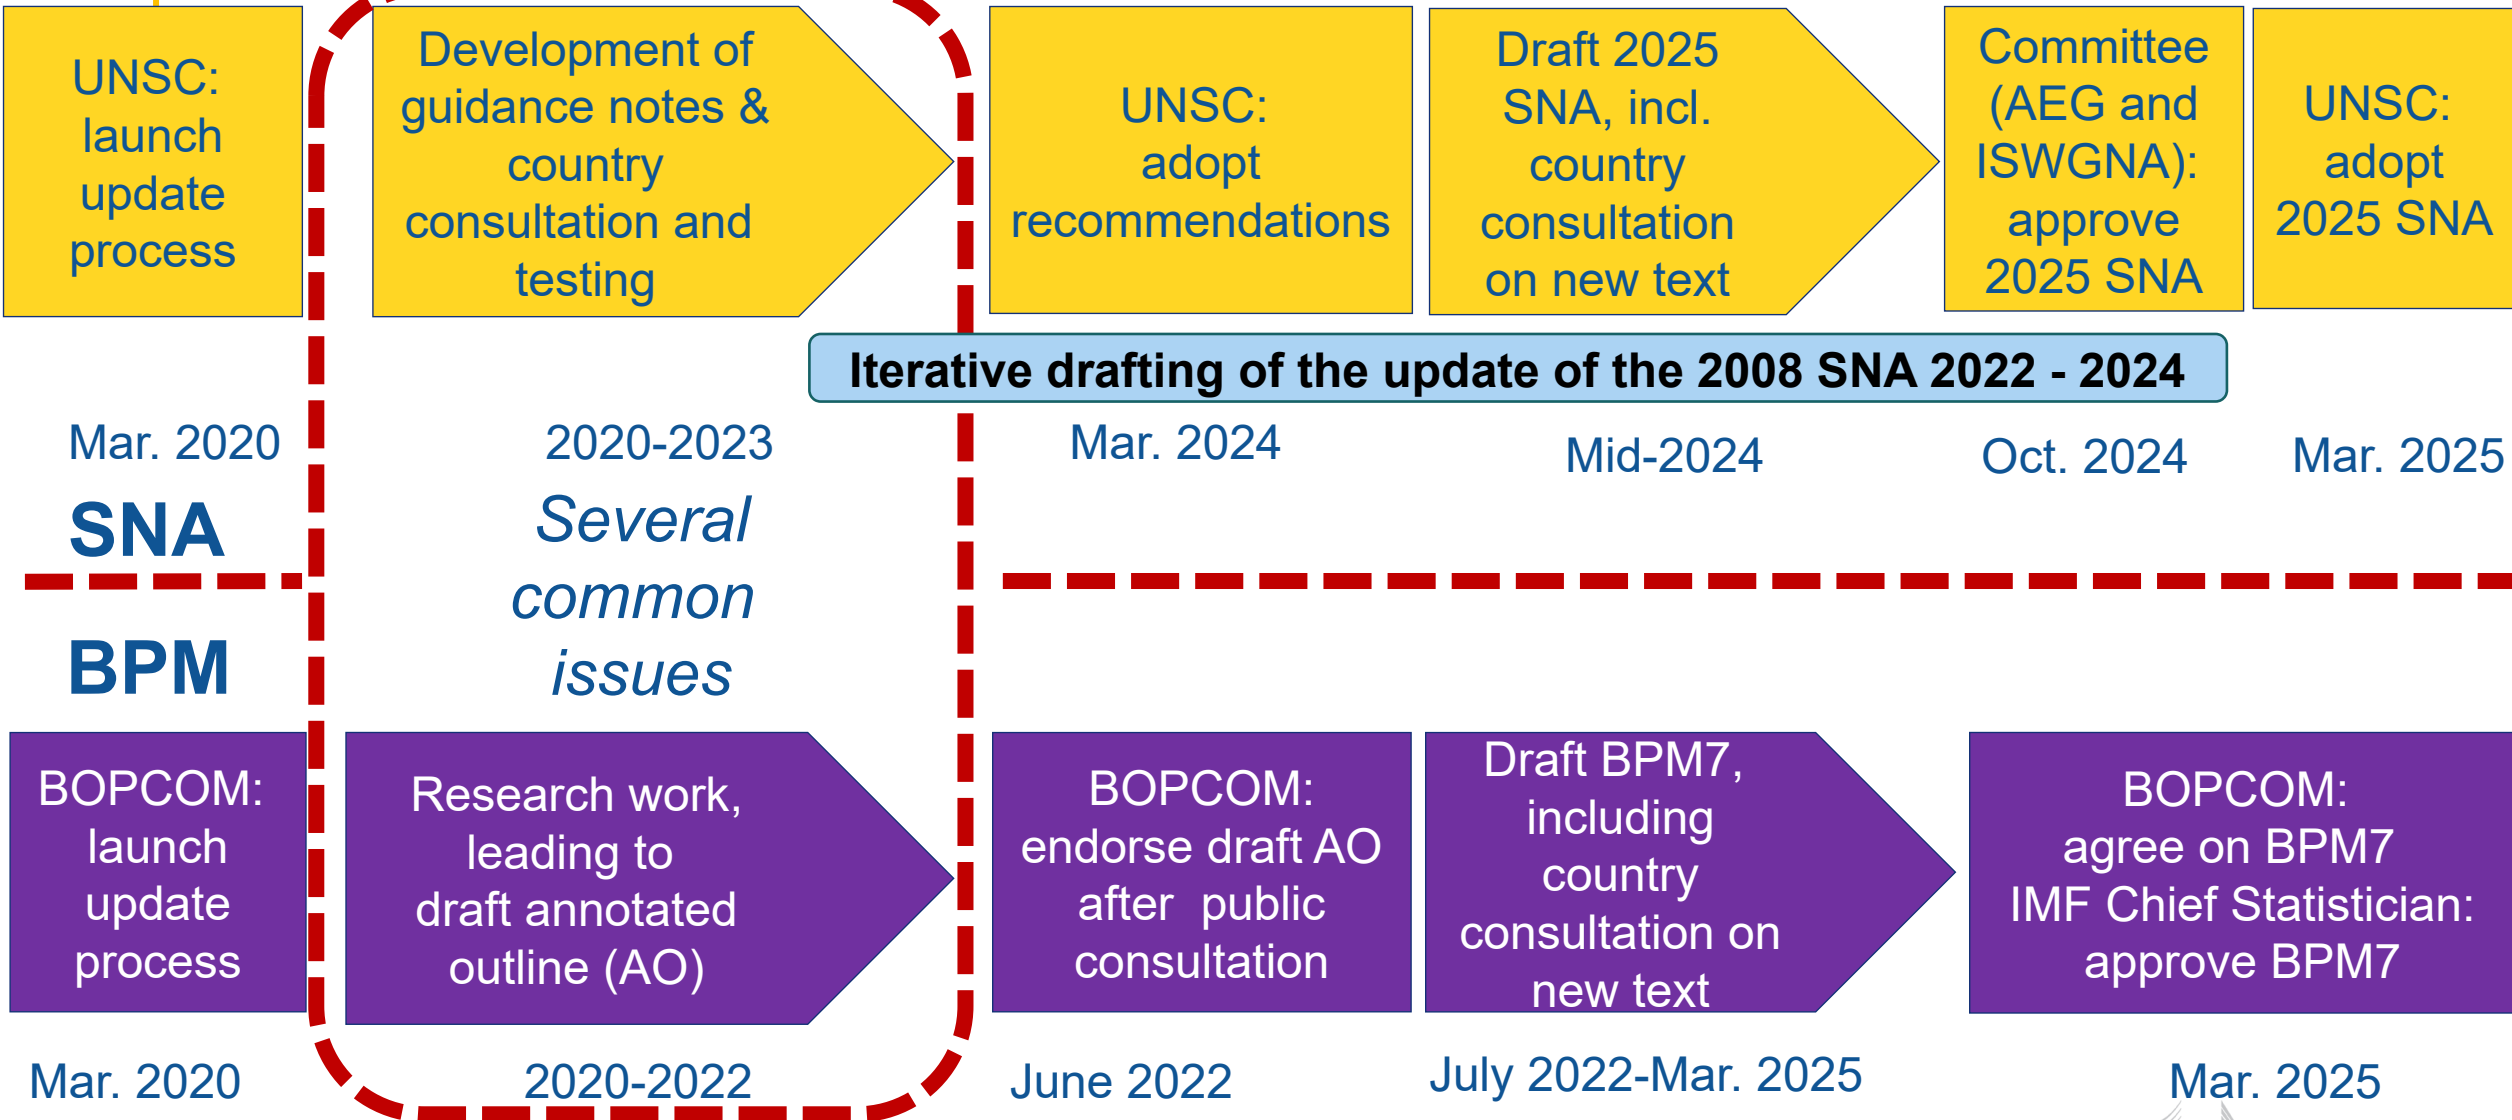 UNSC:
launch
update
process
Development of
guidance notes &
country
consultation and
testing
UNSC:
adopt
recommendations
Draft 2025
SNA, incl.
country
consultation
on new text
Committee
(AEG and
ISWGNA):
approve
2025 SNA
UNSC:
adopt
2025 SNA
Iterative drafting of the update of the 2008 SNA 2022 - 2024
Mar. 2020
2020-2023
Mar. 2024
Mid-2024
Oct. 2024
Mar. 2025
SNA
Several
common
issues
BPM
BOPCOM:
launch
update
process
Research work,
leading to
draft annotated
outline (AO)
BOPCOM:
endorse draft AO
after public
consultation
Draft BPM7,
including
country
consultation on
new text
BOPCOM:
agree on BPM7
IMF Chief Statistician:
approve BPM7
Mar. 2020
2020-2022
June 2022
July 2022-Mar. 2025
Mar. 2025